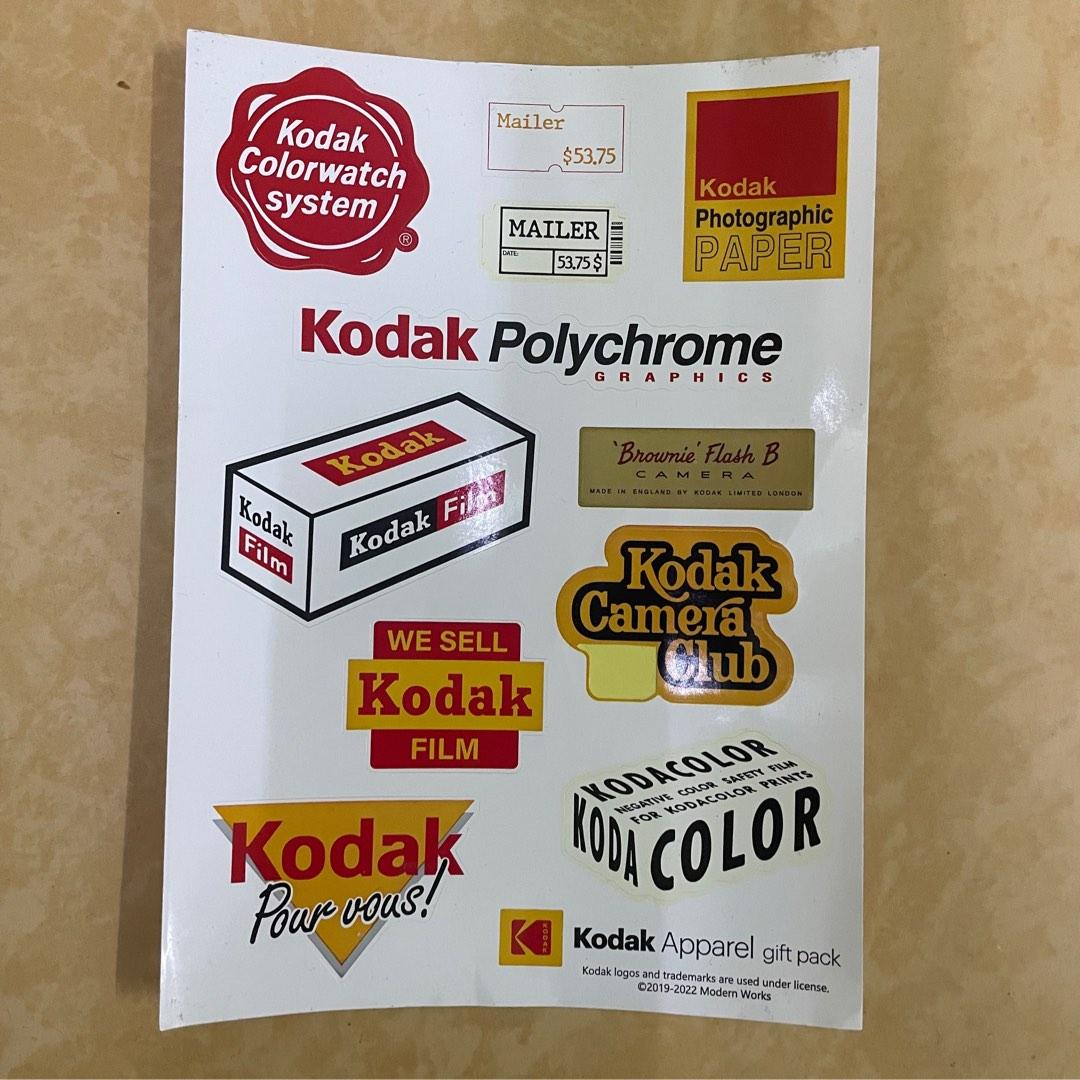 Kodak
Colorwatch
system
®
Mailer
$53.75
MAILER
DATE:
53.75 $
Kodak
Photographic
PAPER
Kodak Polychrome
GRAPHICS
Kodak
Kodak
Film
Kodak Film
'Brownie' Flash B
CAMERA
MADE IN ENGLAND BY KODAK LIMITED LONDON
Kodak
Camera
Club
WE SELL
Kodak
FILM
KODACOLOR
NEGATIVE COLOR SAFETY FILM
FOR KODACOLOR PRINTS
KODA COLOR
Kodak
Pour vous!
KODAK
Kodak Apparel gift pack
Kodak logos and trademarks are used under license.
©2019-2022 Modern Works